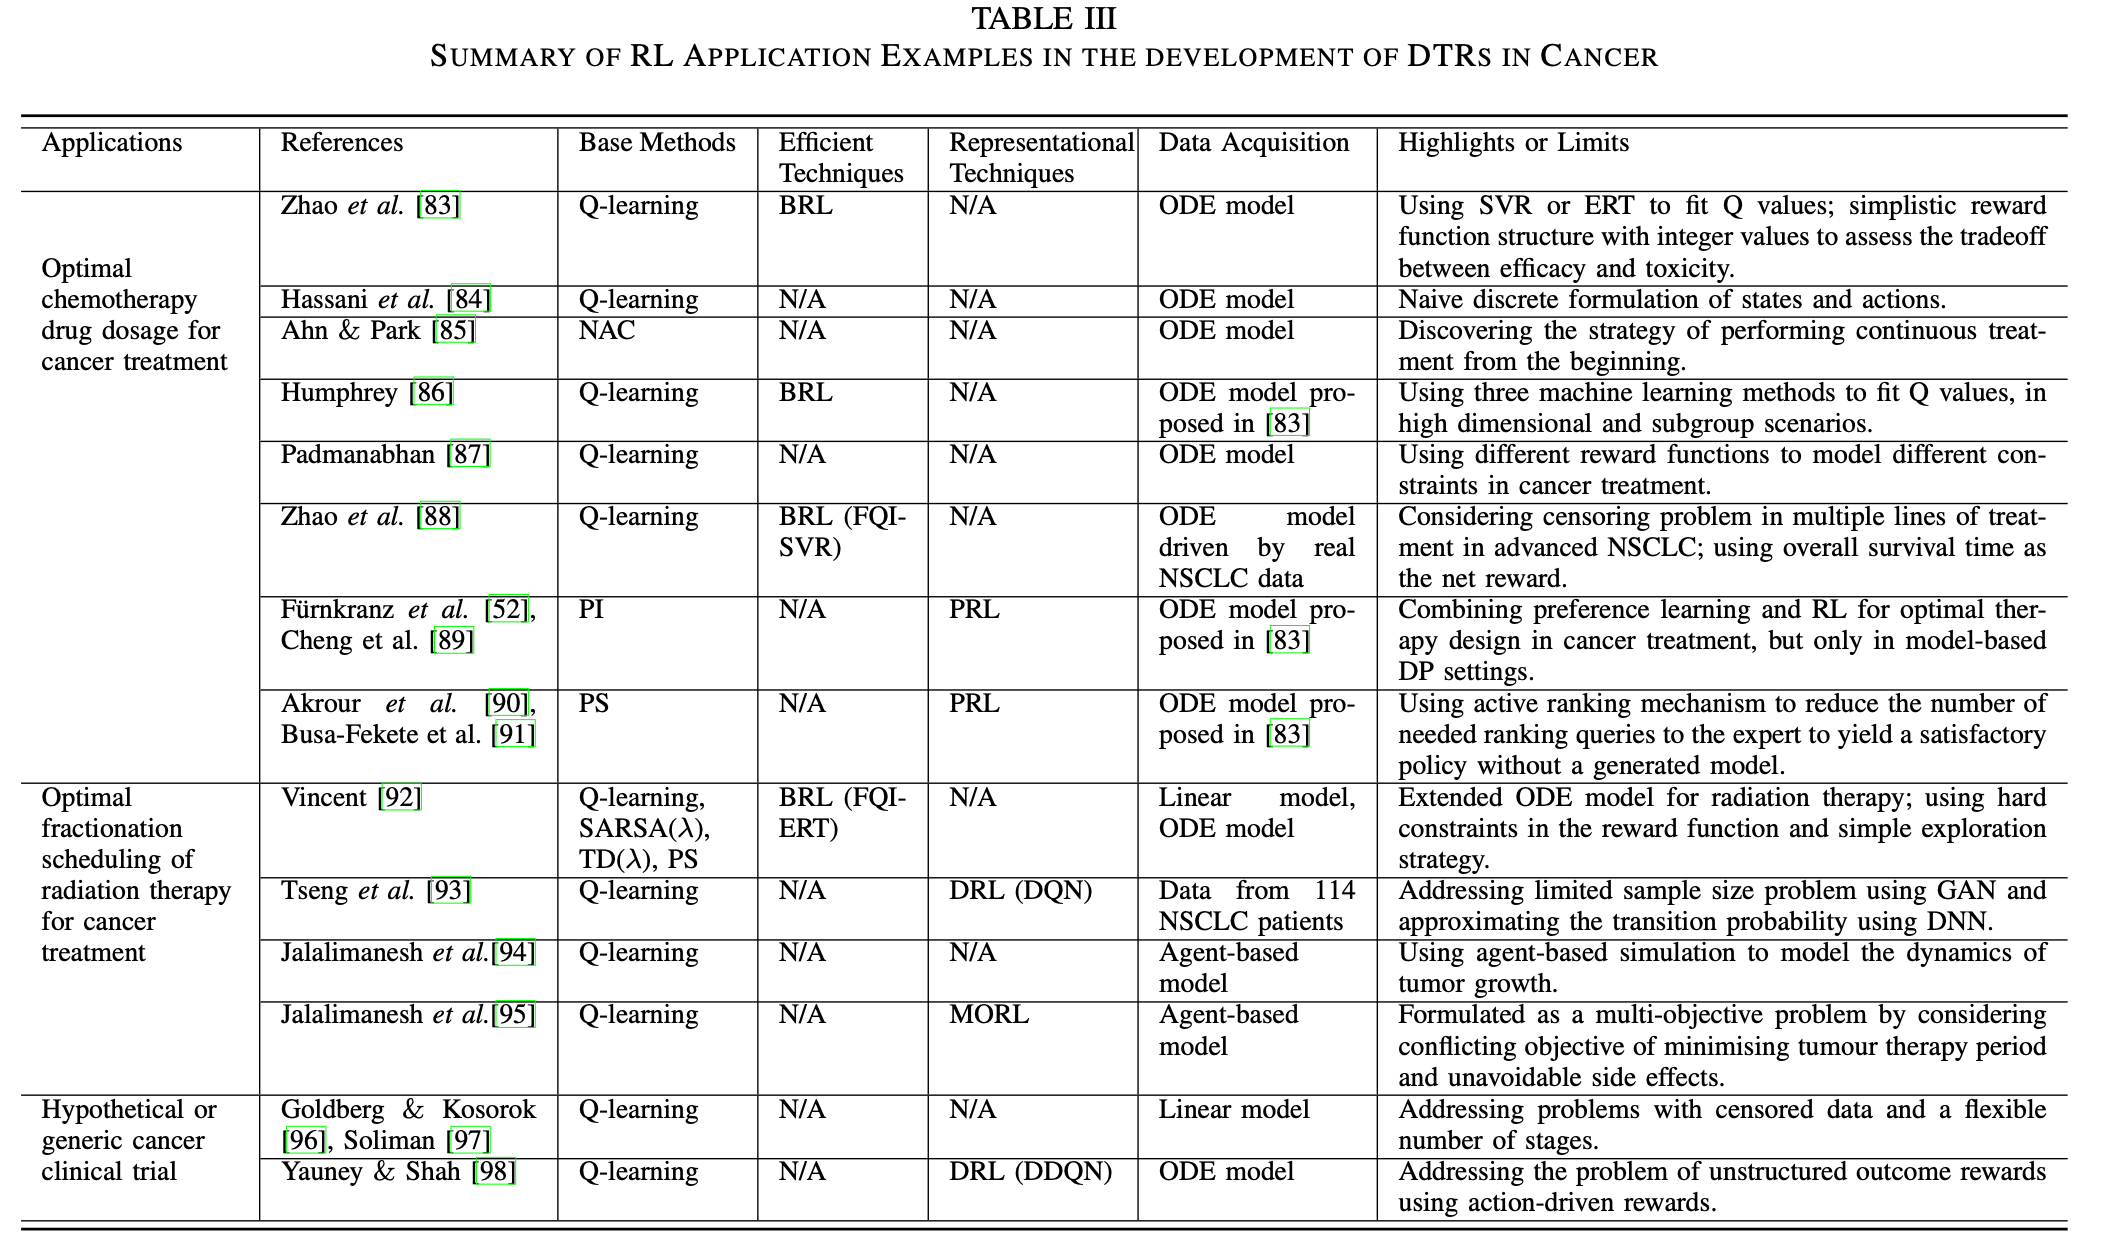 TABLE III
SUMMARY OF RL APPLICATION EXAMPLES IN THE DEVELOPMENT OF DTRS IN CANCER
Applications
References
Base Methods
Efficient
Techniques
Representational
Techniques
Data Acquisition
Highlights or Limits
Optimal
chemotherapy
drug dosage for
cancer treatment
Zhao et al. [83]
Q-learning
BRL
N/A
ODE model
Using SVR or ERT to fit Q values; simplistic reward
function structure with integer values to assess the tradeoff
between efficacy and toxicity.
Hassani et al. [84]
Q-learning
N/A
N/A
ODE model
Naive discrete formulation of states and actions.
Ahn & Park [85]
NAC
N/A
N/A
ODE model
Discovering the strategy of performing continuous treat-
ment from the beginning.
Humphrey [86]
Q-learning
BRL
N/A
ODE model pro-
posed in [83]
Using three machine learning methods to fit Q values, in
high dimensional and subgroup scenarios.
Padmanabhan [87]
Q-learning
N/A
N/A
ODE model
Using different reward functions to model different con-
straints in cancer treatment.
Zhao et al. [88]
Q-learning
BRL (FQI-
SVR)
N/A
ODE model
driven by real
NSCLC data
Considering censoring problem in multiple lines of treat-
ment in advanced NSCLC; using overall survival time as
the net reward.
Fürnkranz et al. [52],
Cheng et al. [89]
PI
N/A
PRL
ODE model pro-
posed in [83]
Combining preference learning and RL for optimal ther-
apy design in cancer treatment, but only in model-based
DP settings.
Akrour et al. [90],
Busa-Fekete et al. [91]
PS
N/A
PRL
ODE model pro-
posed in [83]
Using active ranking mechanism to reduce the number of
needed ranking queries to the expert to yield a satisfactory
policy without a generated model.
Optimal
fractionation
scheduling of
radiation therapy
for cancer
treatment
Vincent [92]
Q-learning,
SARSA(λ),
TD(λ), PS
BRL (FQI-
ERT)
N/A
Linear model,
ODE model
Extended ODE model for radiation therapy; using hard
constraints in the reward function and simple exploration
strategy.
Tseng et al. [93]
Q-learning
N/A
DRL (DQN)
Data from 114
NSCLC patients
Addressing limited sample size problem using GAN and
approximating the transition probability using DNN.
Jalalimanesh et al.[94]
Q-learning
N/A
N/A
Agent-based
model
Using agent-based simulation to model the dynamics of
tumor growth.
Jalalimanesh et al.[95]
Q-learning
N/A
MORL
Agent-based
model
Formulated as a multi-objective problem by considering
conflicting objective of minimising tumour therapy period
and unavoidable side effects.
Hypothetical or
generic cancer
clinical trial
Goldberg & Kosorok
[96], Soliman [97]
Q-learning
N/A
N/A
Linear model
Addressing problems with censored data and a flexible
number of stages.
Yauney & Shah [98]
Q-learning
N/A
DRL (DDQN)
ODE model
Addressing the problem of unstructured outcome rewards
using action-driven rewards.